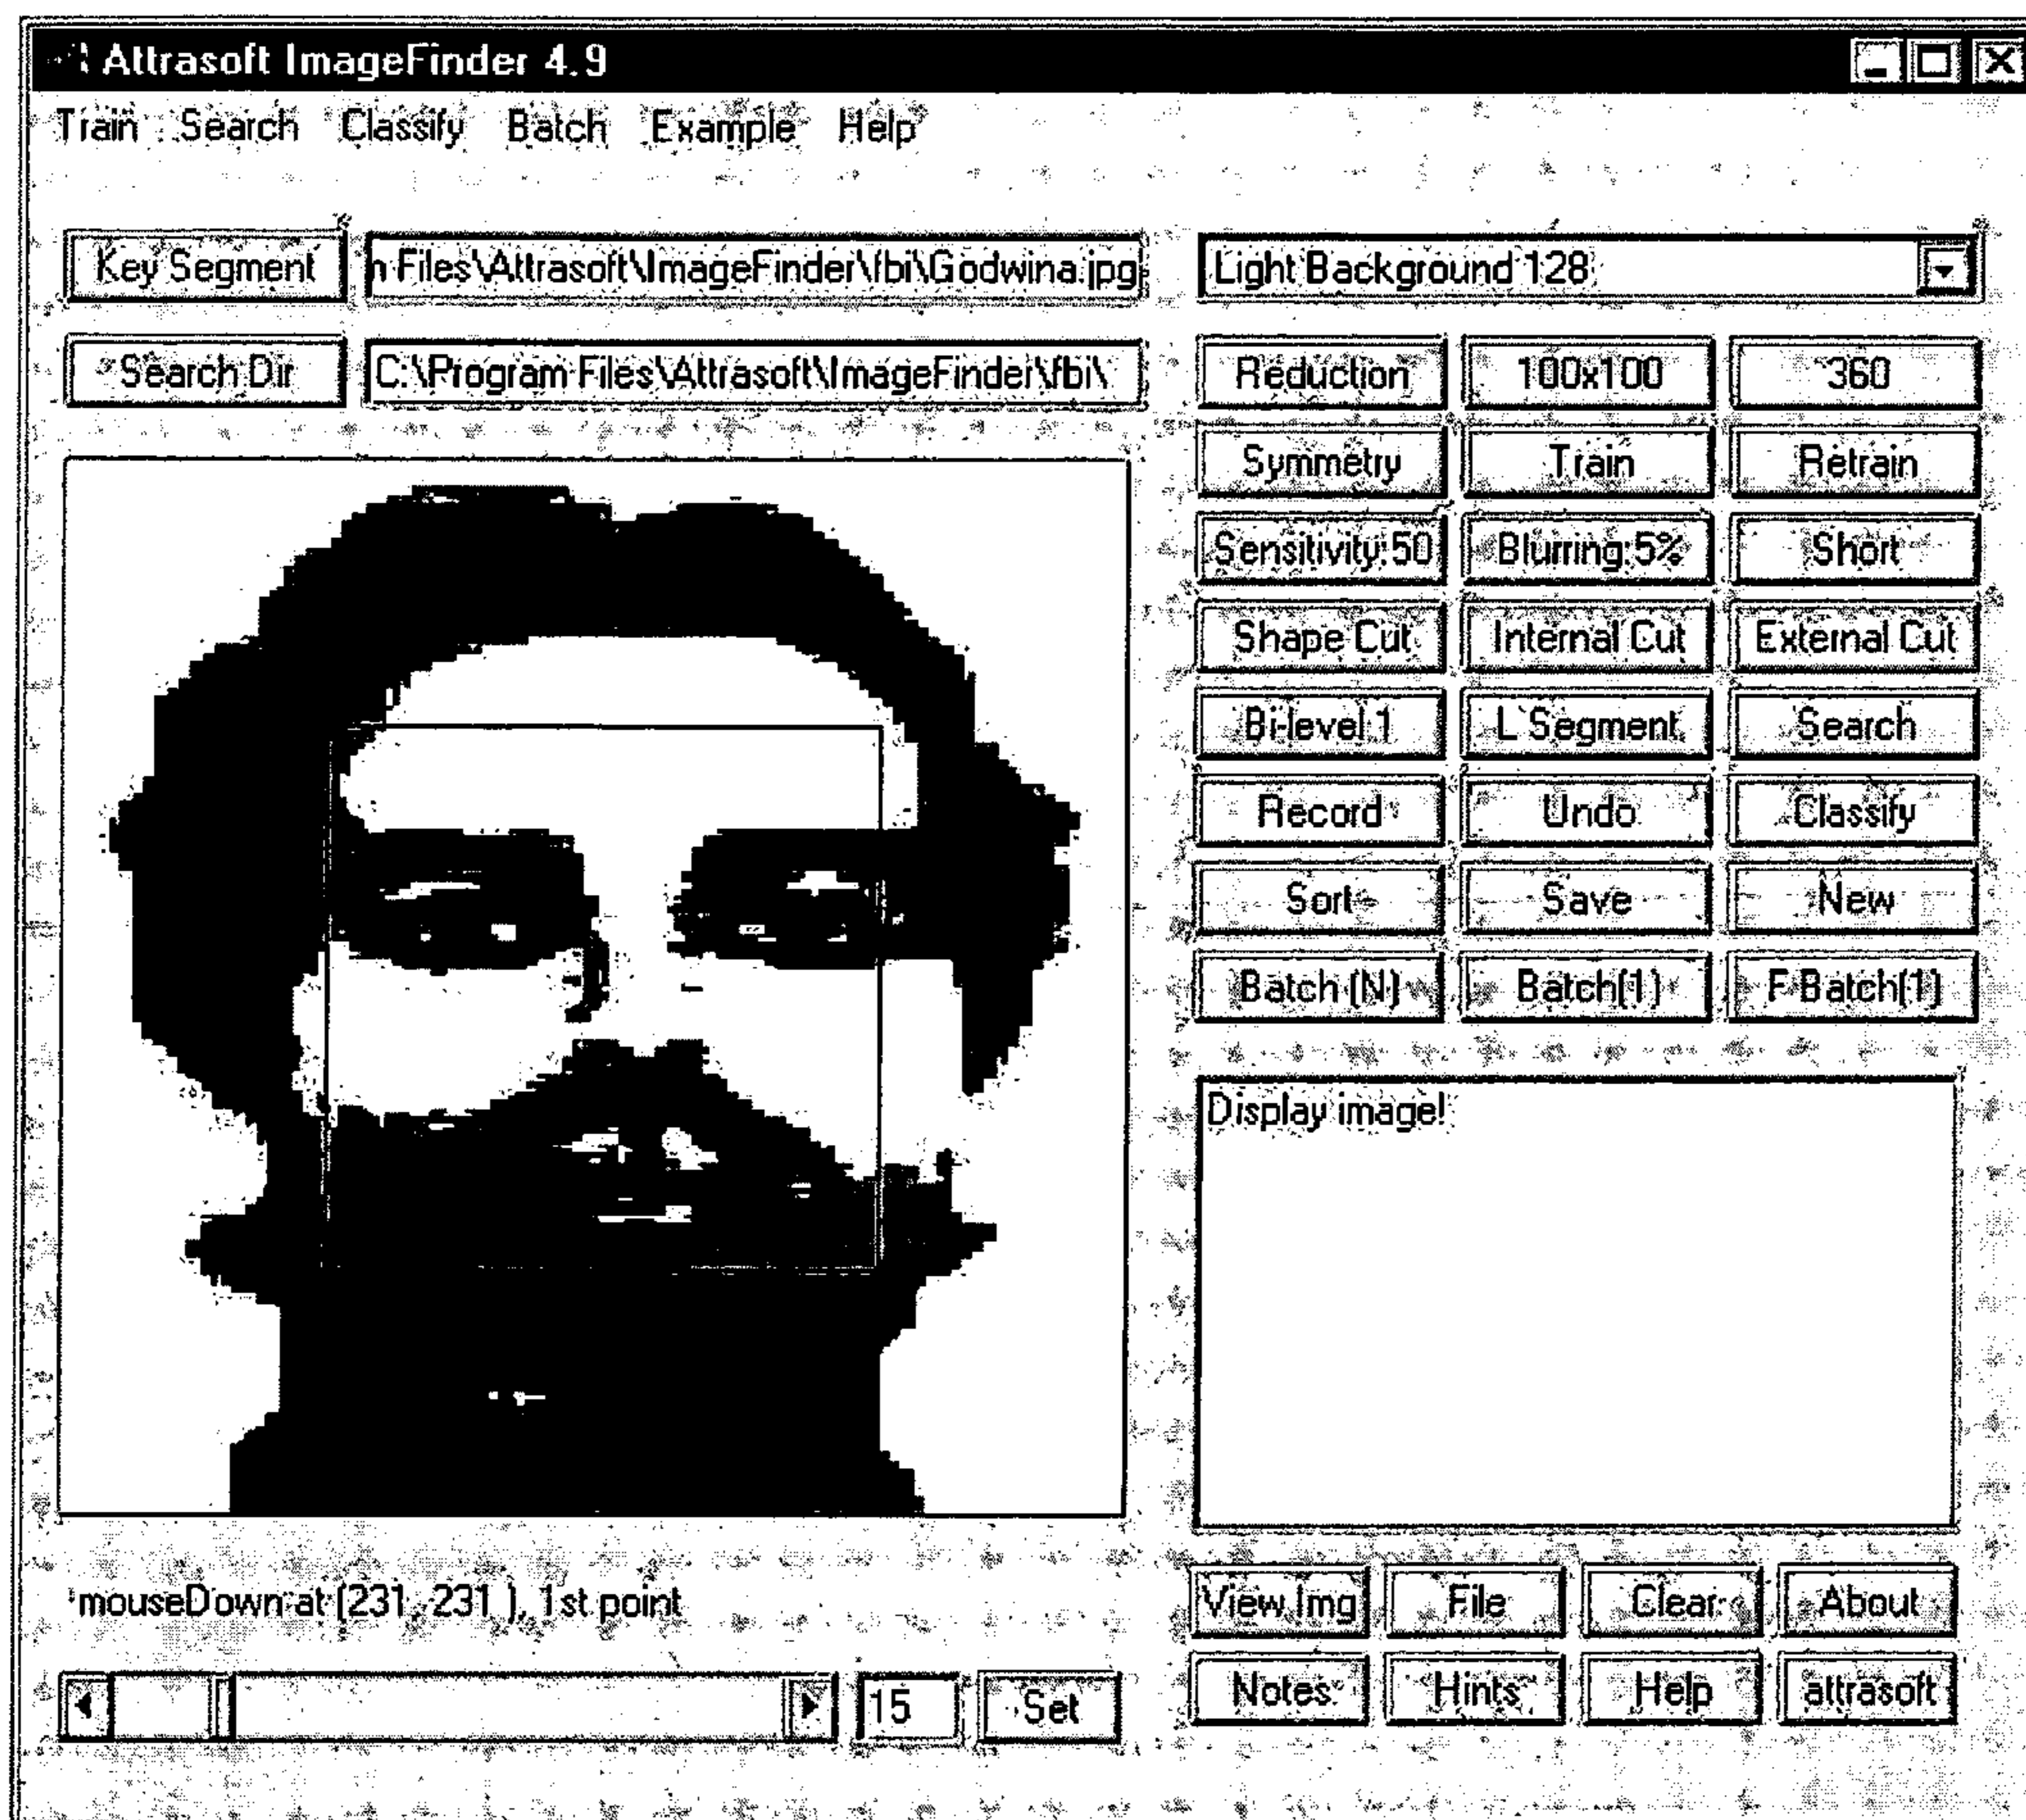 Attrasoft ImageFinder 4.9
Train Search Classify Batch Example Help
Key Segment n Files\Attrasoft\ImageFinder\fbi\Godwina.jpg Light Background 128
Search Dir C:\Program Files\Attrasoft\ImageFinder\fbi\
Reduction 100x100 360
Symmetry Train Retrain
Sensitivity:50 Blurring:5% Short
Shape Cut Internal Cut External Cut
Bi-level 1 L Segment Search
Record Undo Classify
Sort Save New
Batch (N) Batch(1) F Batch(1)
Display image!
mouseDown at (231, 231 ), 1st point
View Img File Clear About
15 Set
Notes Hints Help attrasoft